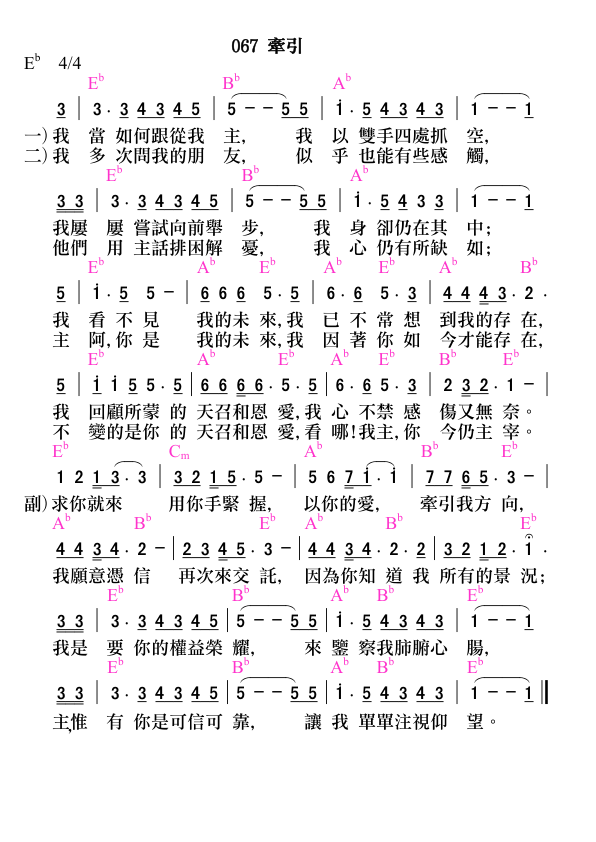 067 牽引
E♭ 4/4
E♭ B♭ A♭
3 | 3 . 3 4 3 4 5 | 5 - - 5 5 | i . 5 4 3 4 3 | 1 - - 1
一) 我 當 如何跟從我 主, 我 以 雙手四處抓 空,
二) 我 多 次問我的朋 友, 似 乎 也能有些感 觸,
E♭ B♭ A♭
3 3 | 3 . 3 4 3 4 5 | 5 - - 5 5 | i . 5 4 3 3 | 1 - - 1
我屢 屢 嘗試向前舉 步, 我 身 卻仍在其 中;
他們 用 主話排困解 憂, 我 心 仍有所缺 如;
E♭ A♭ E♭ A♭ E♭ A♭ B♭
5 | i . 5 5 - | 6 6 6 5 . 5 | 6 . 6 5 . 3 | 4 4 4 3 . 2 .
我 看 不 見 我的未 來,我 已 不 常 想 到我的存 在,
主 阿,你 是 我的未 來,我 因 著 你 如 今才能存 在,
E♭ A♭ E♭ A♭ E♭ B♭ E♭
5 | i i 5 5 . 5 | 6 6 6 6 . 5 . 5 | 6 . 6 5 . 3 | 2 3 2 . 1 - |
我 回顧所蒙 的 天召和恩 愛,我 心 不禁 感 傷又無 奈。
不 變的是你 的 天召和恩 愛,看 哪!我主,你 今仍主 宰。
E♭ Cm A♭ B♭ E♭
1 2 1 3 . 3 | 3 2 1 5 . 5 - | 5 6 7 i . i | 7 7 6 5 . 3 - |
副) 求你就來 用你手緊 握, 以你的愛, 牽引我方 向,
A♭ B♭ E♭ A♭ B♭ E♭
4 4 3 4 . 2 - | 2 3 4 5 . 3 - | 4 4 3 4 . 2 . 2 | 3 2 1 2 . i .
我願意憑 信 再次來交 託, 因為你知 道 我 所有的景 況;
E♭ B♭ A♭ B♭ E♭
3 3 | 3 . 3 4 3 4 5 | 5 - - 5 | i . 5 4 3 4 3 | 1 - - 1
我是 要 你的權益榮 耀, 來 鑒 察我肺腑心 腸,
E♭ B♭ A♭ B♭ E♭
3 3 | 3 . 3 4 3 4 5 | 5 - - 5 5 | i . 5 4 3 4 3 | 1 - - 1
主,惟 有 你是可信可 靠, 讓 我 單單注視仰 望。